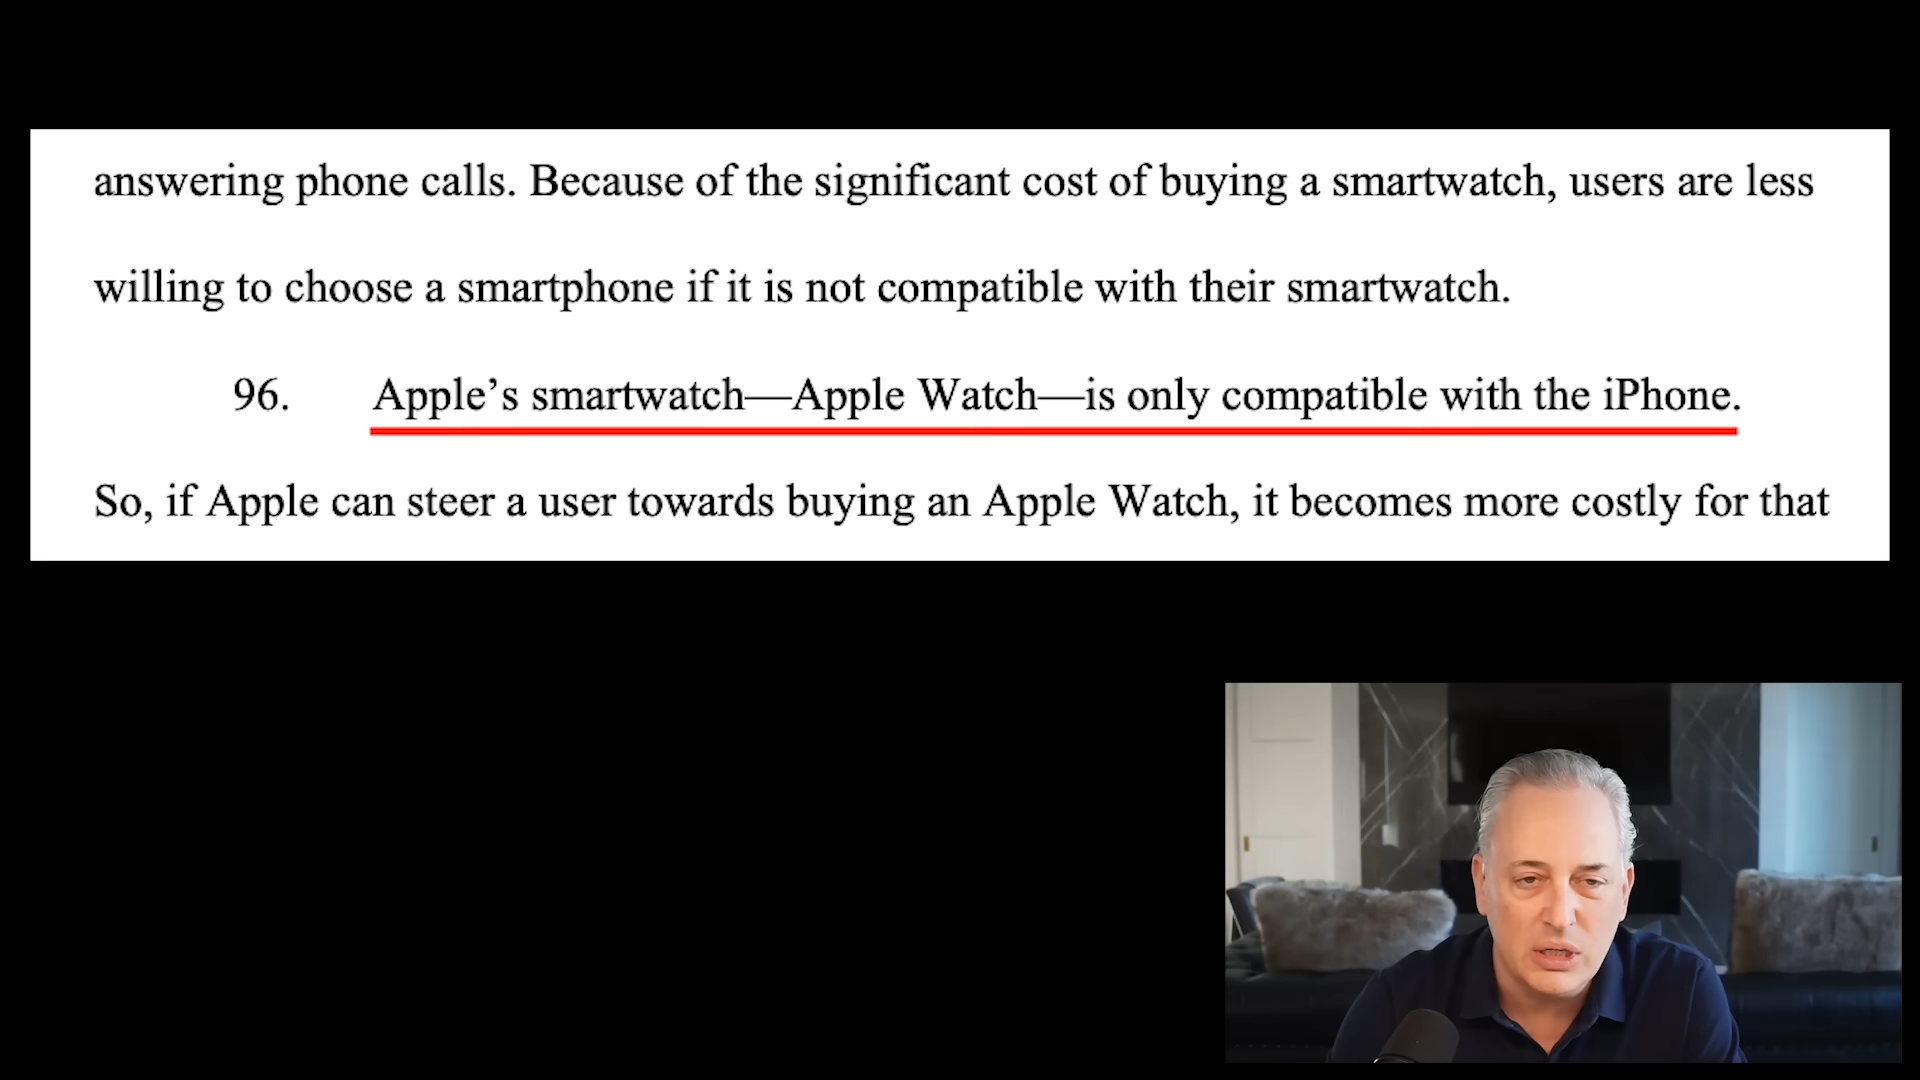 answering phone calls. Because of the significant cost of buying a smartwatch, users are less
willing to choose a smartphone if it is not compatible with their smartwatch.
96. Apple’s smartwatch—Apple Watch—is only compatible with the iPhone.
So, if Apple can steer a user towards buying an Apple Watch, it becomes more costly for that